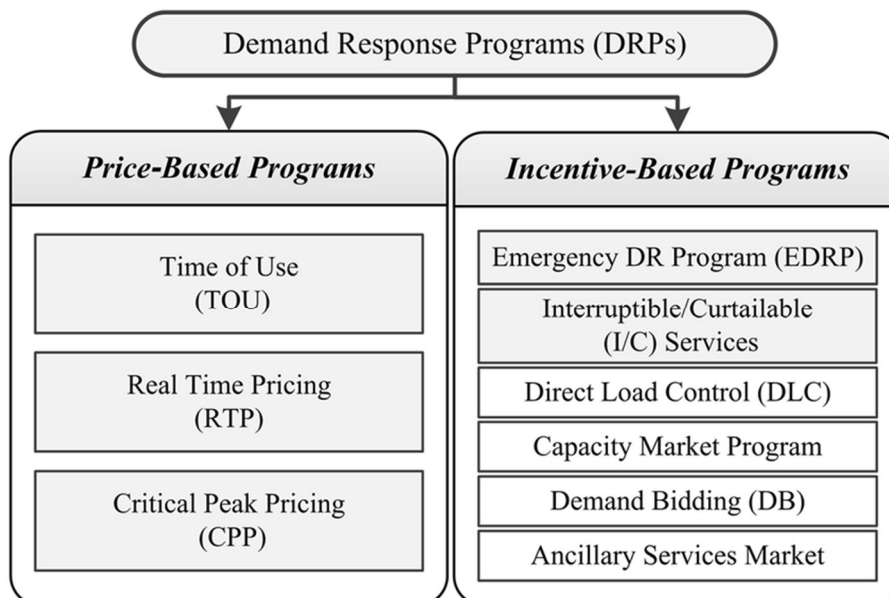 Demand Response Programs (DRPs)
Price-Based Programs
Time of Use
(TOU)
Real Time Pricing
(RTP)
Critical Peak Pricing
(CPP)
Incentive-Based Programs
Emergency DR Program (EDRP)
Interruptible/Curtailable
(I/C) Services
Direct Load Control (DLC)
Capacity Market Program
Demand Bidding (DB)
Ancillary Services Market